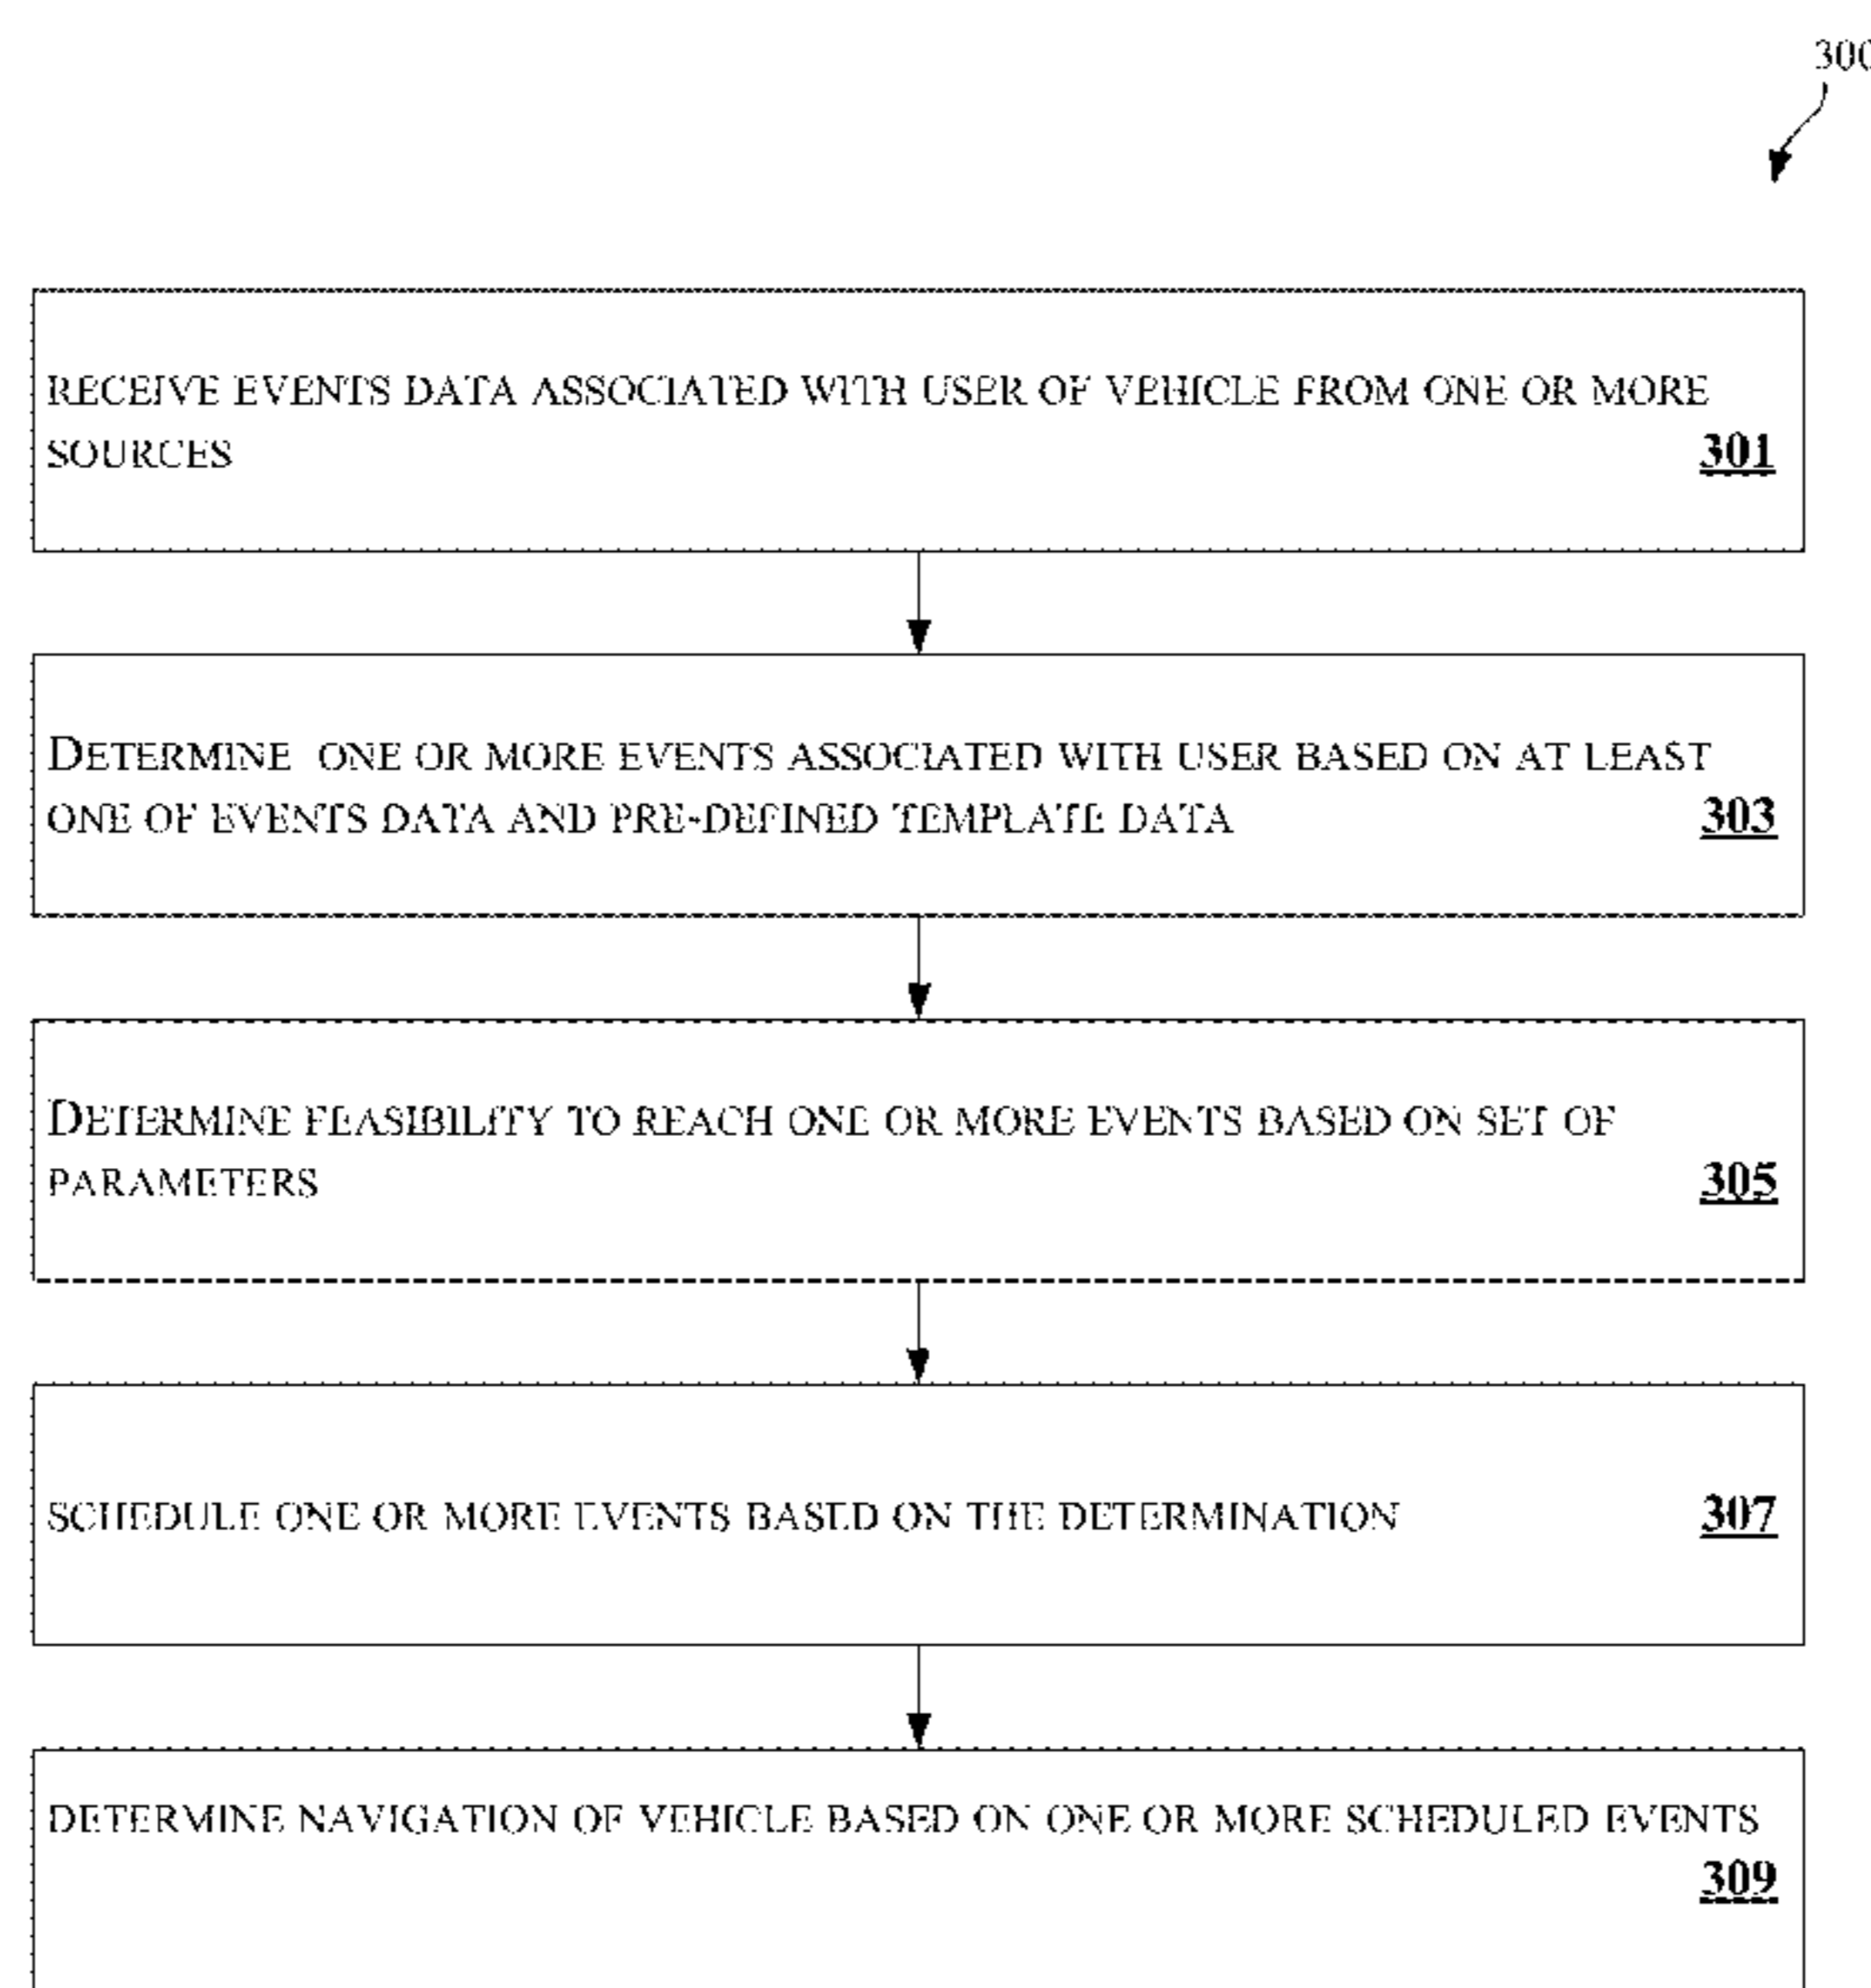 300
RECEIVE EVENTS DATA ASSOCIATED WITH USER OF VEHICLE FROM ONE OR MORE
SOURCES 301
DETERMINE ONE OR MORE EVENTS ASSOCIATED WITH USER BASED ON AT LEAST
ONE OF EVENTS DATA AND PRE-DEFINED TEMPLATE DATA 303
DETERMINE FEASIBILITY TO REACH ONE OR MORE EVENTS BASED ON SET OF
PARAMETERS 305
SCHEDULE ONE OR MORE EVENTS BASED ON THE DETERMINATION 307
DETERMINE NAVIGATION OF VEHICLE BASED ON ONE OR MORE SCHEDULED EVENTS
309